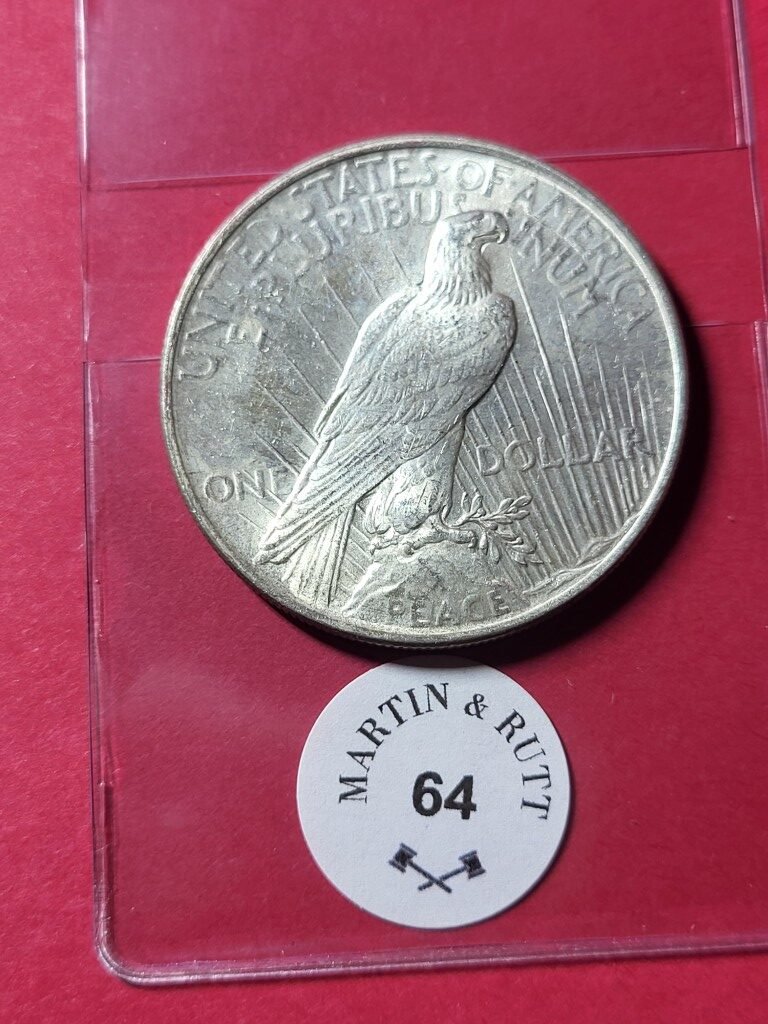 UNITED STATES·OF AMERICA
E PLURIBUS UNUM
ONE DOLLAR
PEACE
MARTIN & RUTT
64